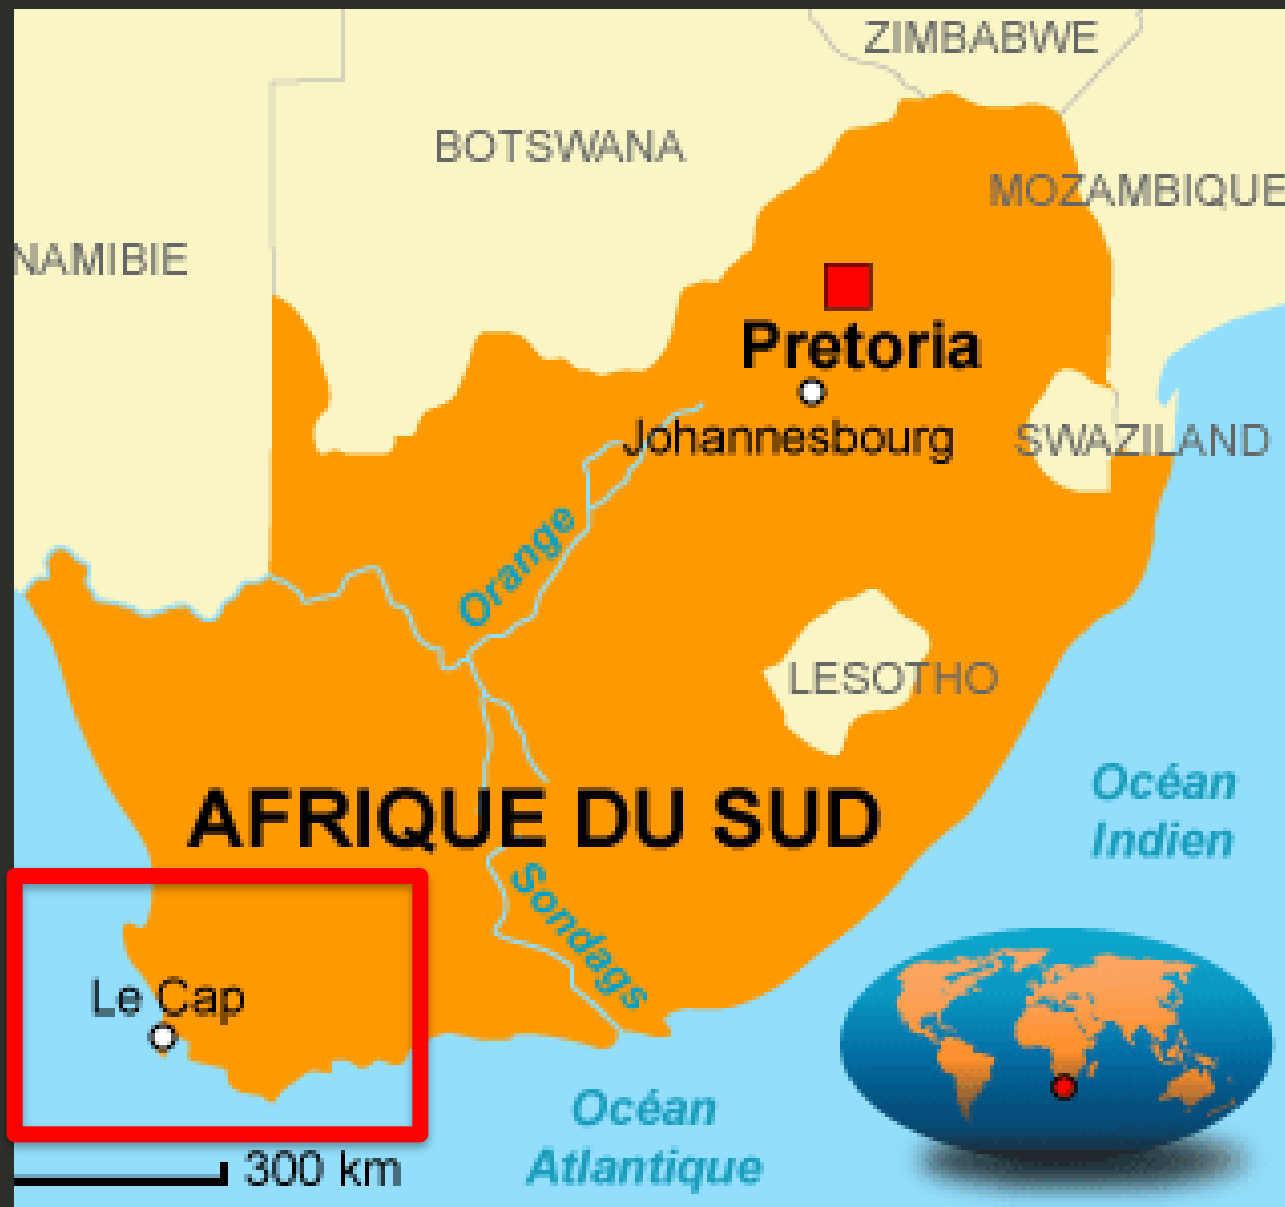 ZIMBABWE
BOTSWANA
MOZAMBIQUE
NAMIBIE
Pretoria
Johannesbourg
SWAZILAND
Orange
LESOTHO
Océan
Indien
AFRIQUE DU SUD
Sondags
Le Cap
Océan
Atlantique
300 km